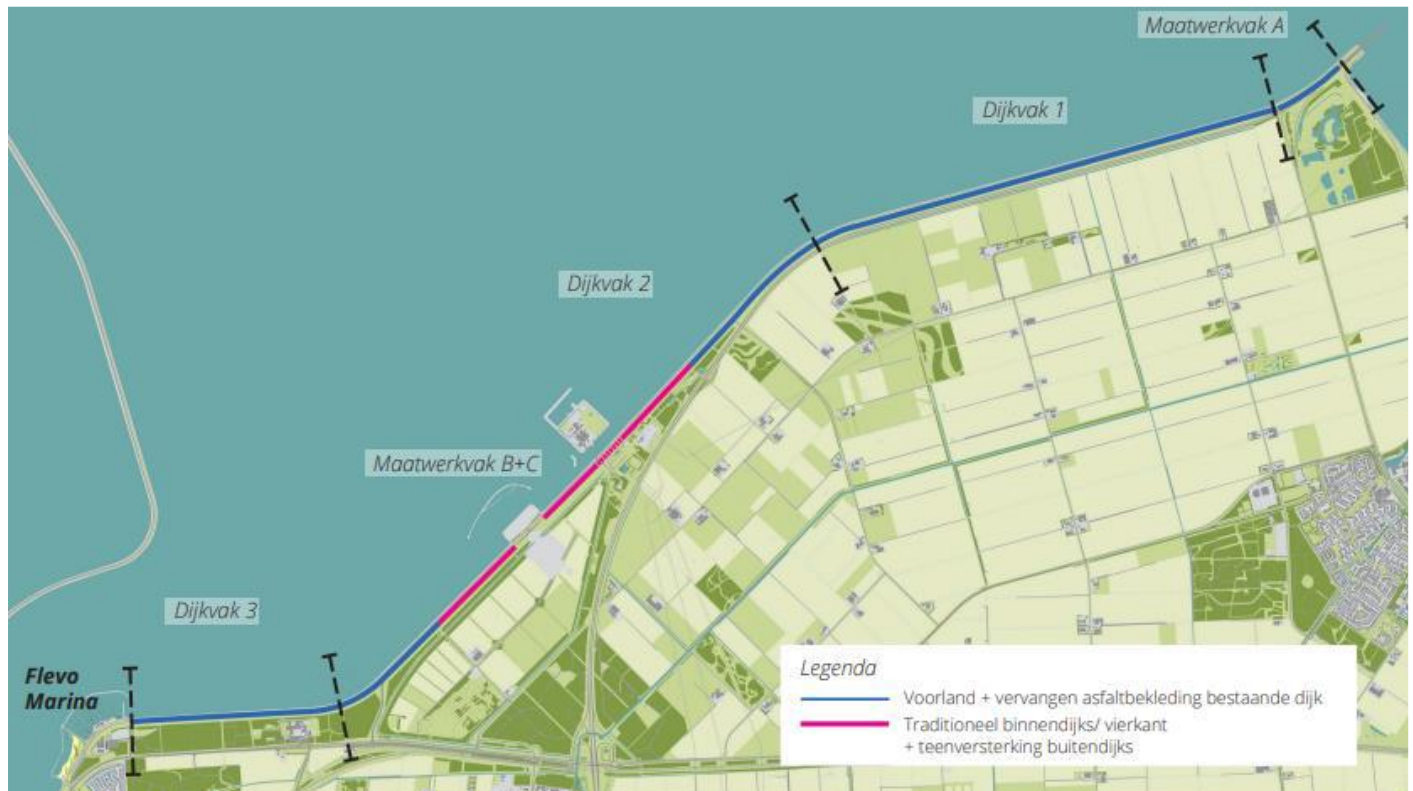 Maatwerkvak A
Dijkvak 1
Dijkvak 2
Maatwerkvak B+C
Dijkvak 3
Flevo
Marina
Legenda
Voorland + vervangen asfaltbekleding bestaande dijk
Traditioneel binnendijks/ vierkant
+ teenversterking buitendijks